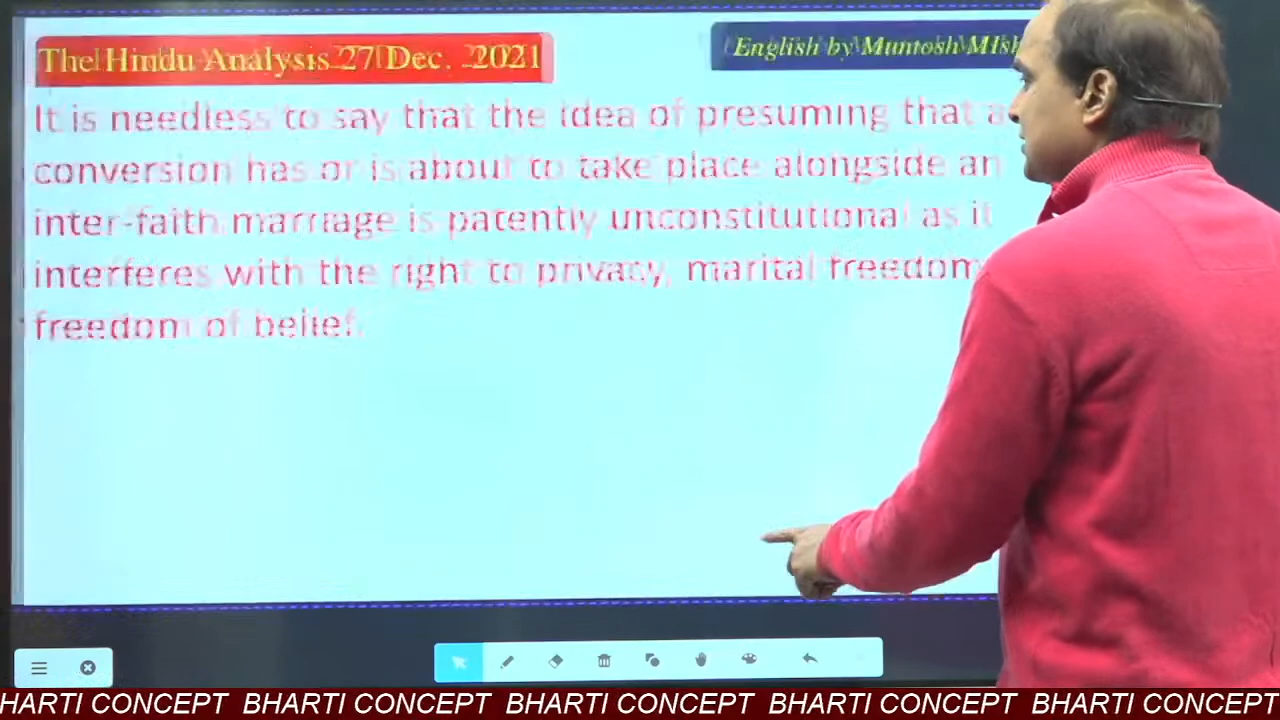 The Hindu Analysis 27 Dec. 2021
English by Muntosh MIsh
It is needless to say that the idea of presuming that a
conversion has or is about to take place alongside an
inter-faith marriage is patently unconstitutional as it
interferes with the right to privacy, marital freedom
freedom of belief.
HARTI CONCEPT BHARTI CONCEPT BHARTI CONCEPT BHARTI CONCEPT BHARTI CONCEPT